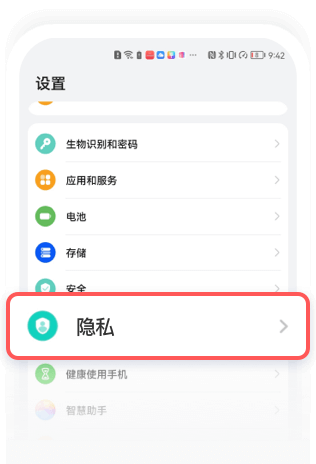 9:42
设置
生物识别和密码
应用和服务
电池
存储
安全
隐私
健康使用手机
智慧助手